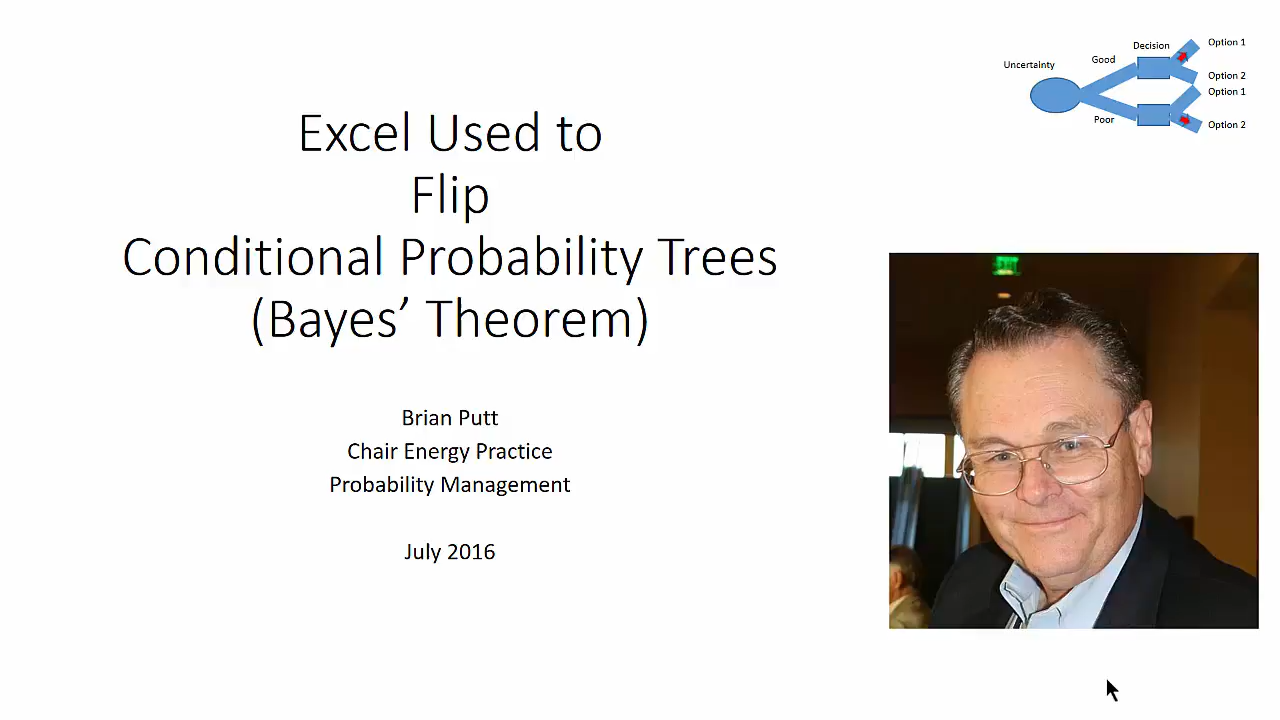 Excel Used to
Flip
Conditional Probability Trees
(Bayes’ Theorem)
Brian Putt
Chair Energy Practice
Probability Management
July 2016
Uncertainty
Good
Poor
Decision
Option 1
Option 2
Option 1
Option 2